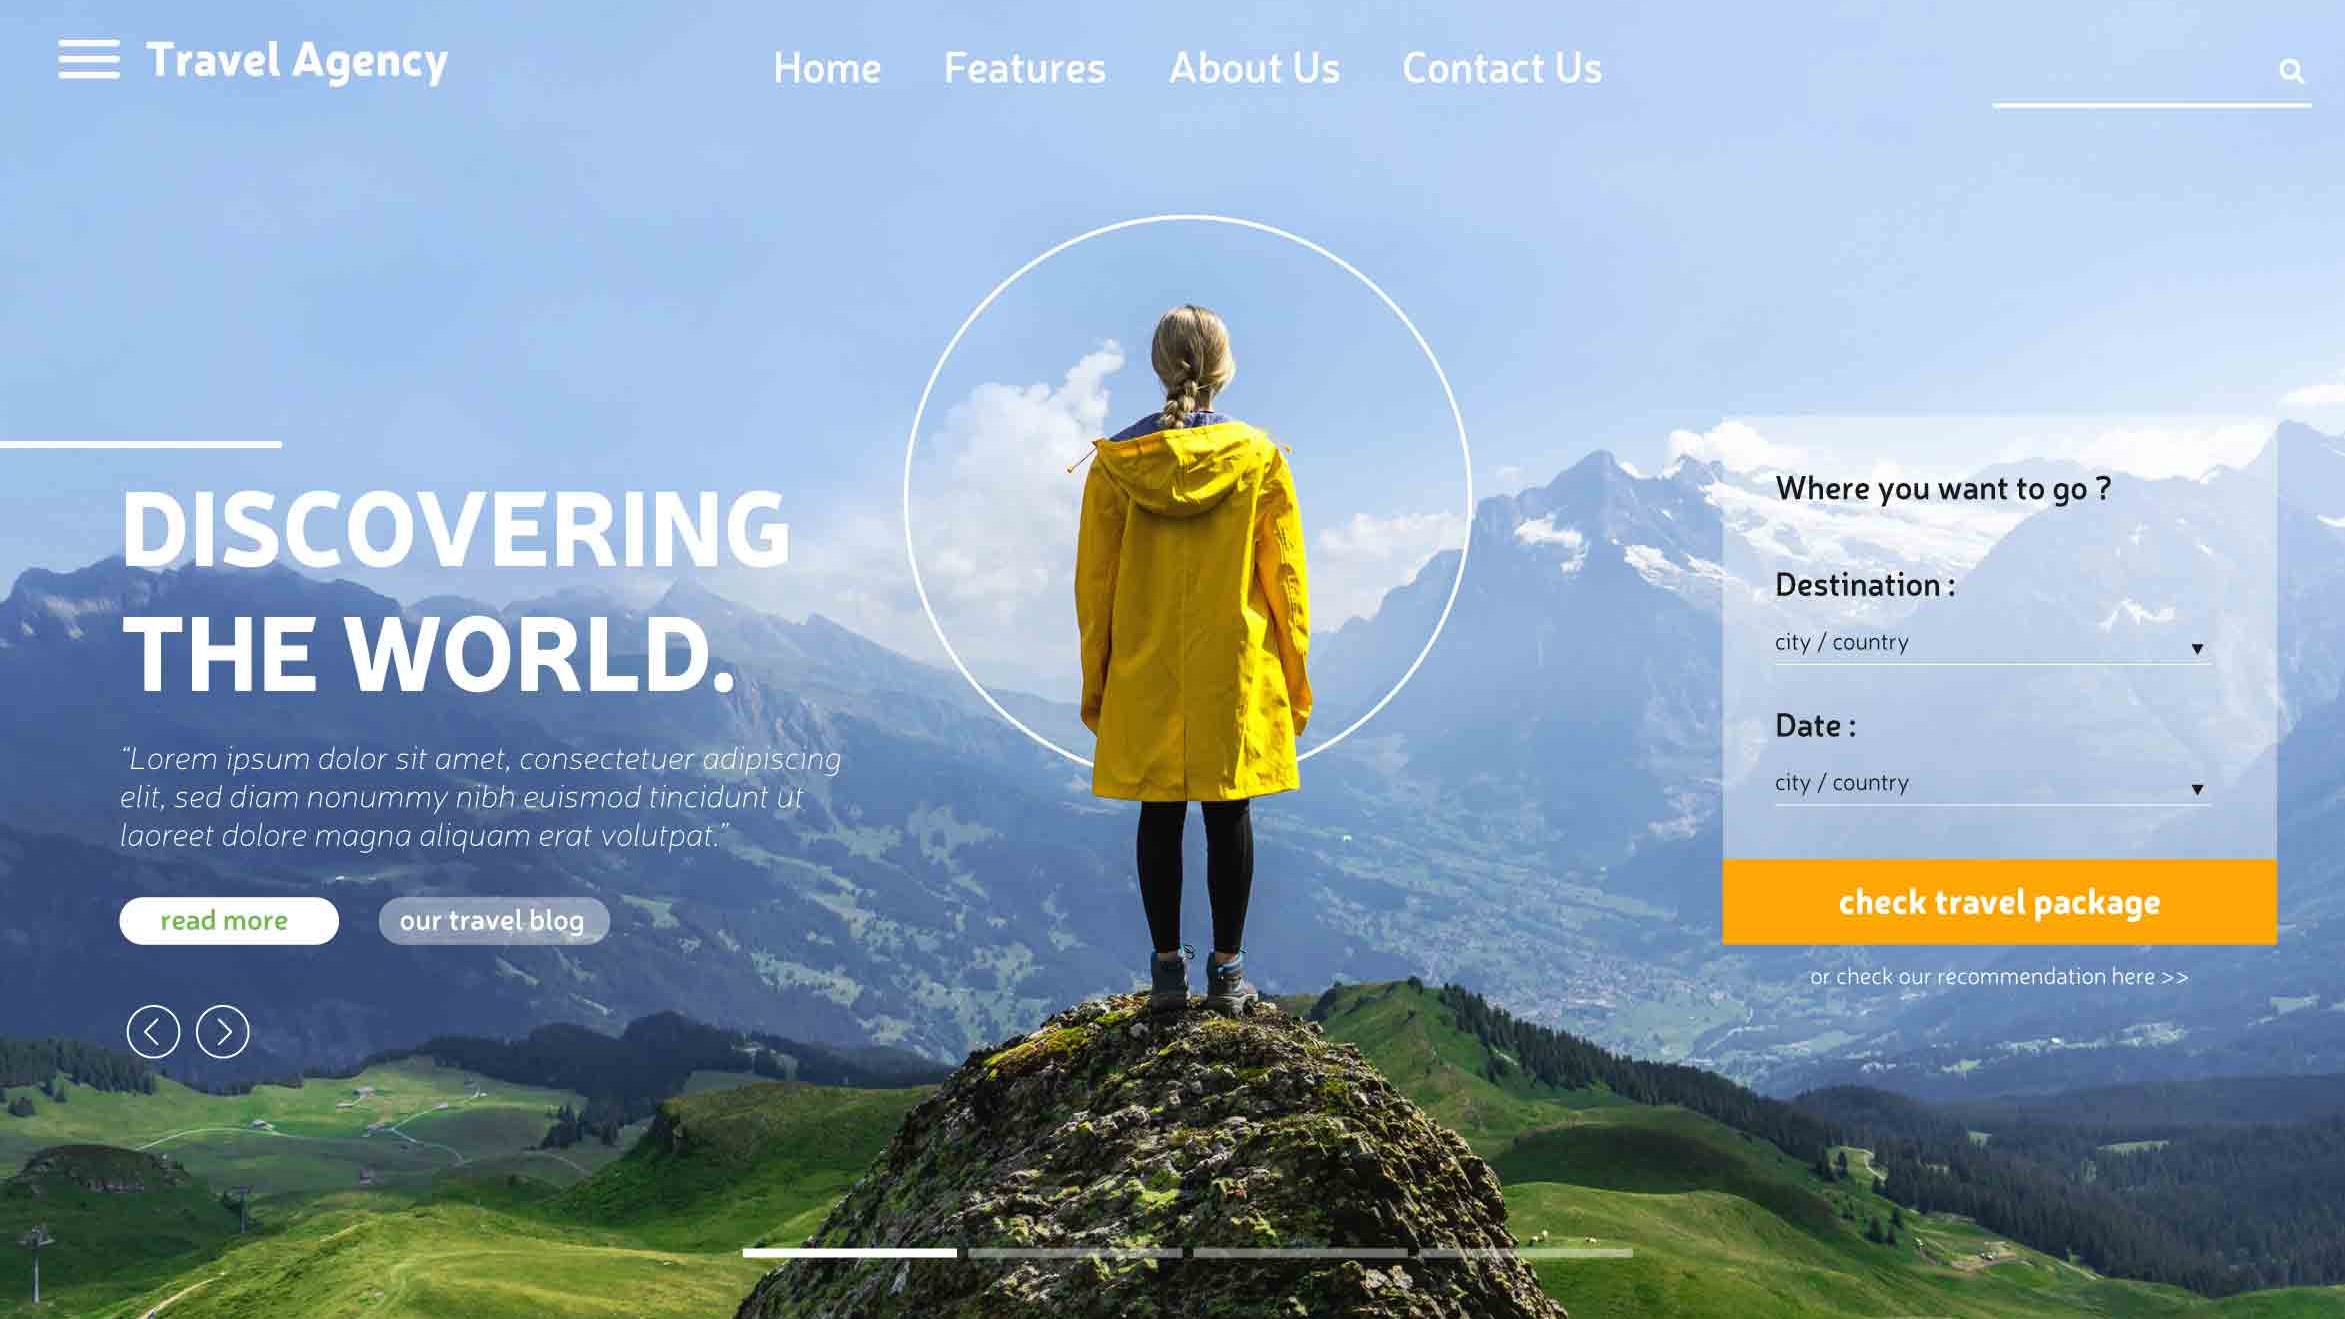 Travel Agency
Home
Features
About Us
Contact Us
DISCOVERING
THE WORLD.
“Lorem ipsum dolor sit amet, consectetuer adipiscing
elit, sed diam nonummy nibh euismod tincidunt ut
laoreet dolore magna aliquam erat volutpat.”
read more
our travel blog
Where you want to go ?
Destination :
city / country
Date :
city / country
check travel package
or check our recommendation here >>